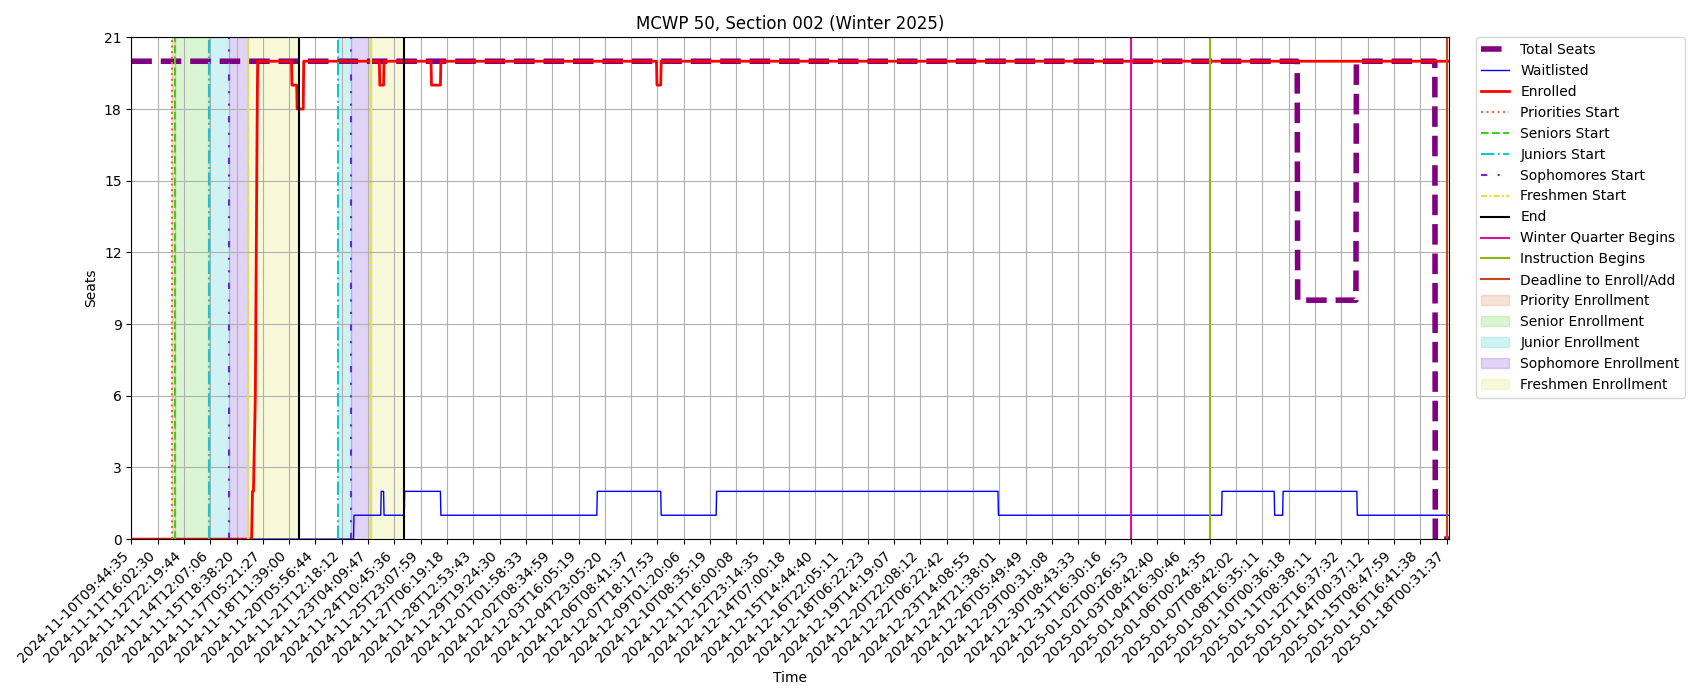 MCWP 50, Section 002 (Winter 2025)
21
18
15
12
9
6
3
0
Seats
2024-11-10T09:44:35
2024-11-11T16:02:30
2024-11-12T22:19:44
2024-11-14T12:07:06
2024-11-15T18:38:20
2024-11-17T05:21:27
2024-11-18T11:39:00
2024-11-20T05:56:44
2024-11-21T12:18:12
2024-11-23T04:09:47
2024-11-24T10:45:36
2024-11-25T23:07:59
2024-11-27T06:19:18
2024-11-28T12:53:43
2024-11-29T19:24:30
2024-12-01T01:58:33
2024-12-02T08:34:59
2024-12-03T16:05:19
2024-12-04T23:05:20
2024-12-06T08:41:37
2024-12-07T18:17:53
2024-12-09T01:20:06
2024-12-10T08:35:19
2024-12-11T16:00:08
2024-12-12T23:14:35
2024-12-14T07:00:18
2024-12-15T14:44:40
2024-12-16T22:05:11
2024-12-18T06:22:23
2024-12-19T14:19:07
2024-12-20T22:08:12
2024-12-22T06:22:42
2024-12-23T14:08:55
2024-12-24T21:38:01
2024-12-26T05:49:49
2024-12-29T00:31:08
2024-12-30T08:43:33
2024-12-31T16:30:16
2025-01-02T00:26:53
2025-01-03T08:42:40
2025-01-04T16:30:46
2025-01-06T00:24:35
2025-01-07T08:42:02
2025-01-08T16:35:11
2025-01-10T00:36:18
2025-01-11T08:38:11
2025-01-12T16:37:32
2025-01-14T00:37:12
2025-01-15T08:47:59
2025-01-16T16:41:38
2025-01-18T00:31:37
Time
Total Seats
Waitlisted
Enrolled
Priorities Start
Seniors Start
Juniors Start
Sophomores Start
Freshmen Start
End
Winter Quarter Begins
Instruction Begins
Deadline to Enroll/Add
Priority Enrollment
Senior Enrollment
Junior Enrollment
Sophomore Enrollment
Freshmen Enrollment